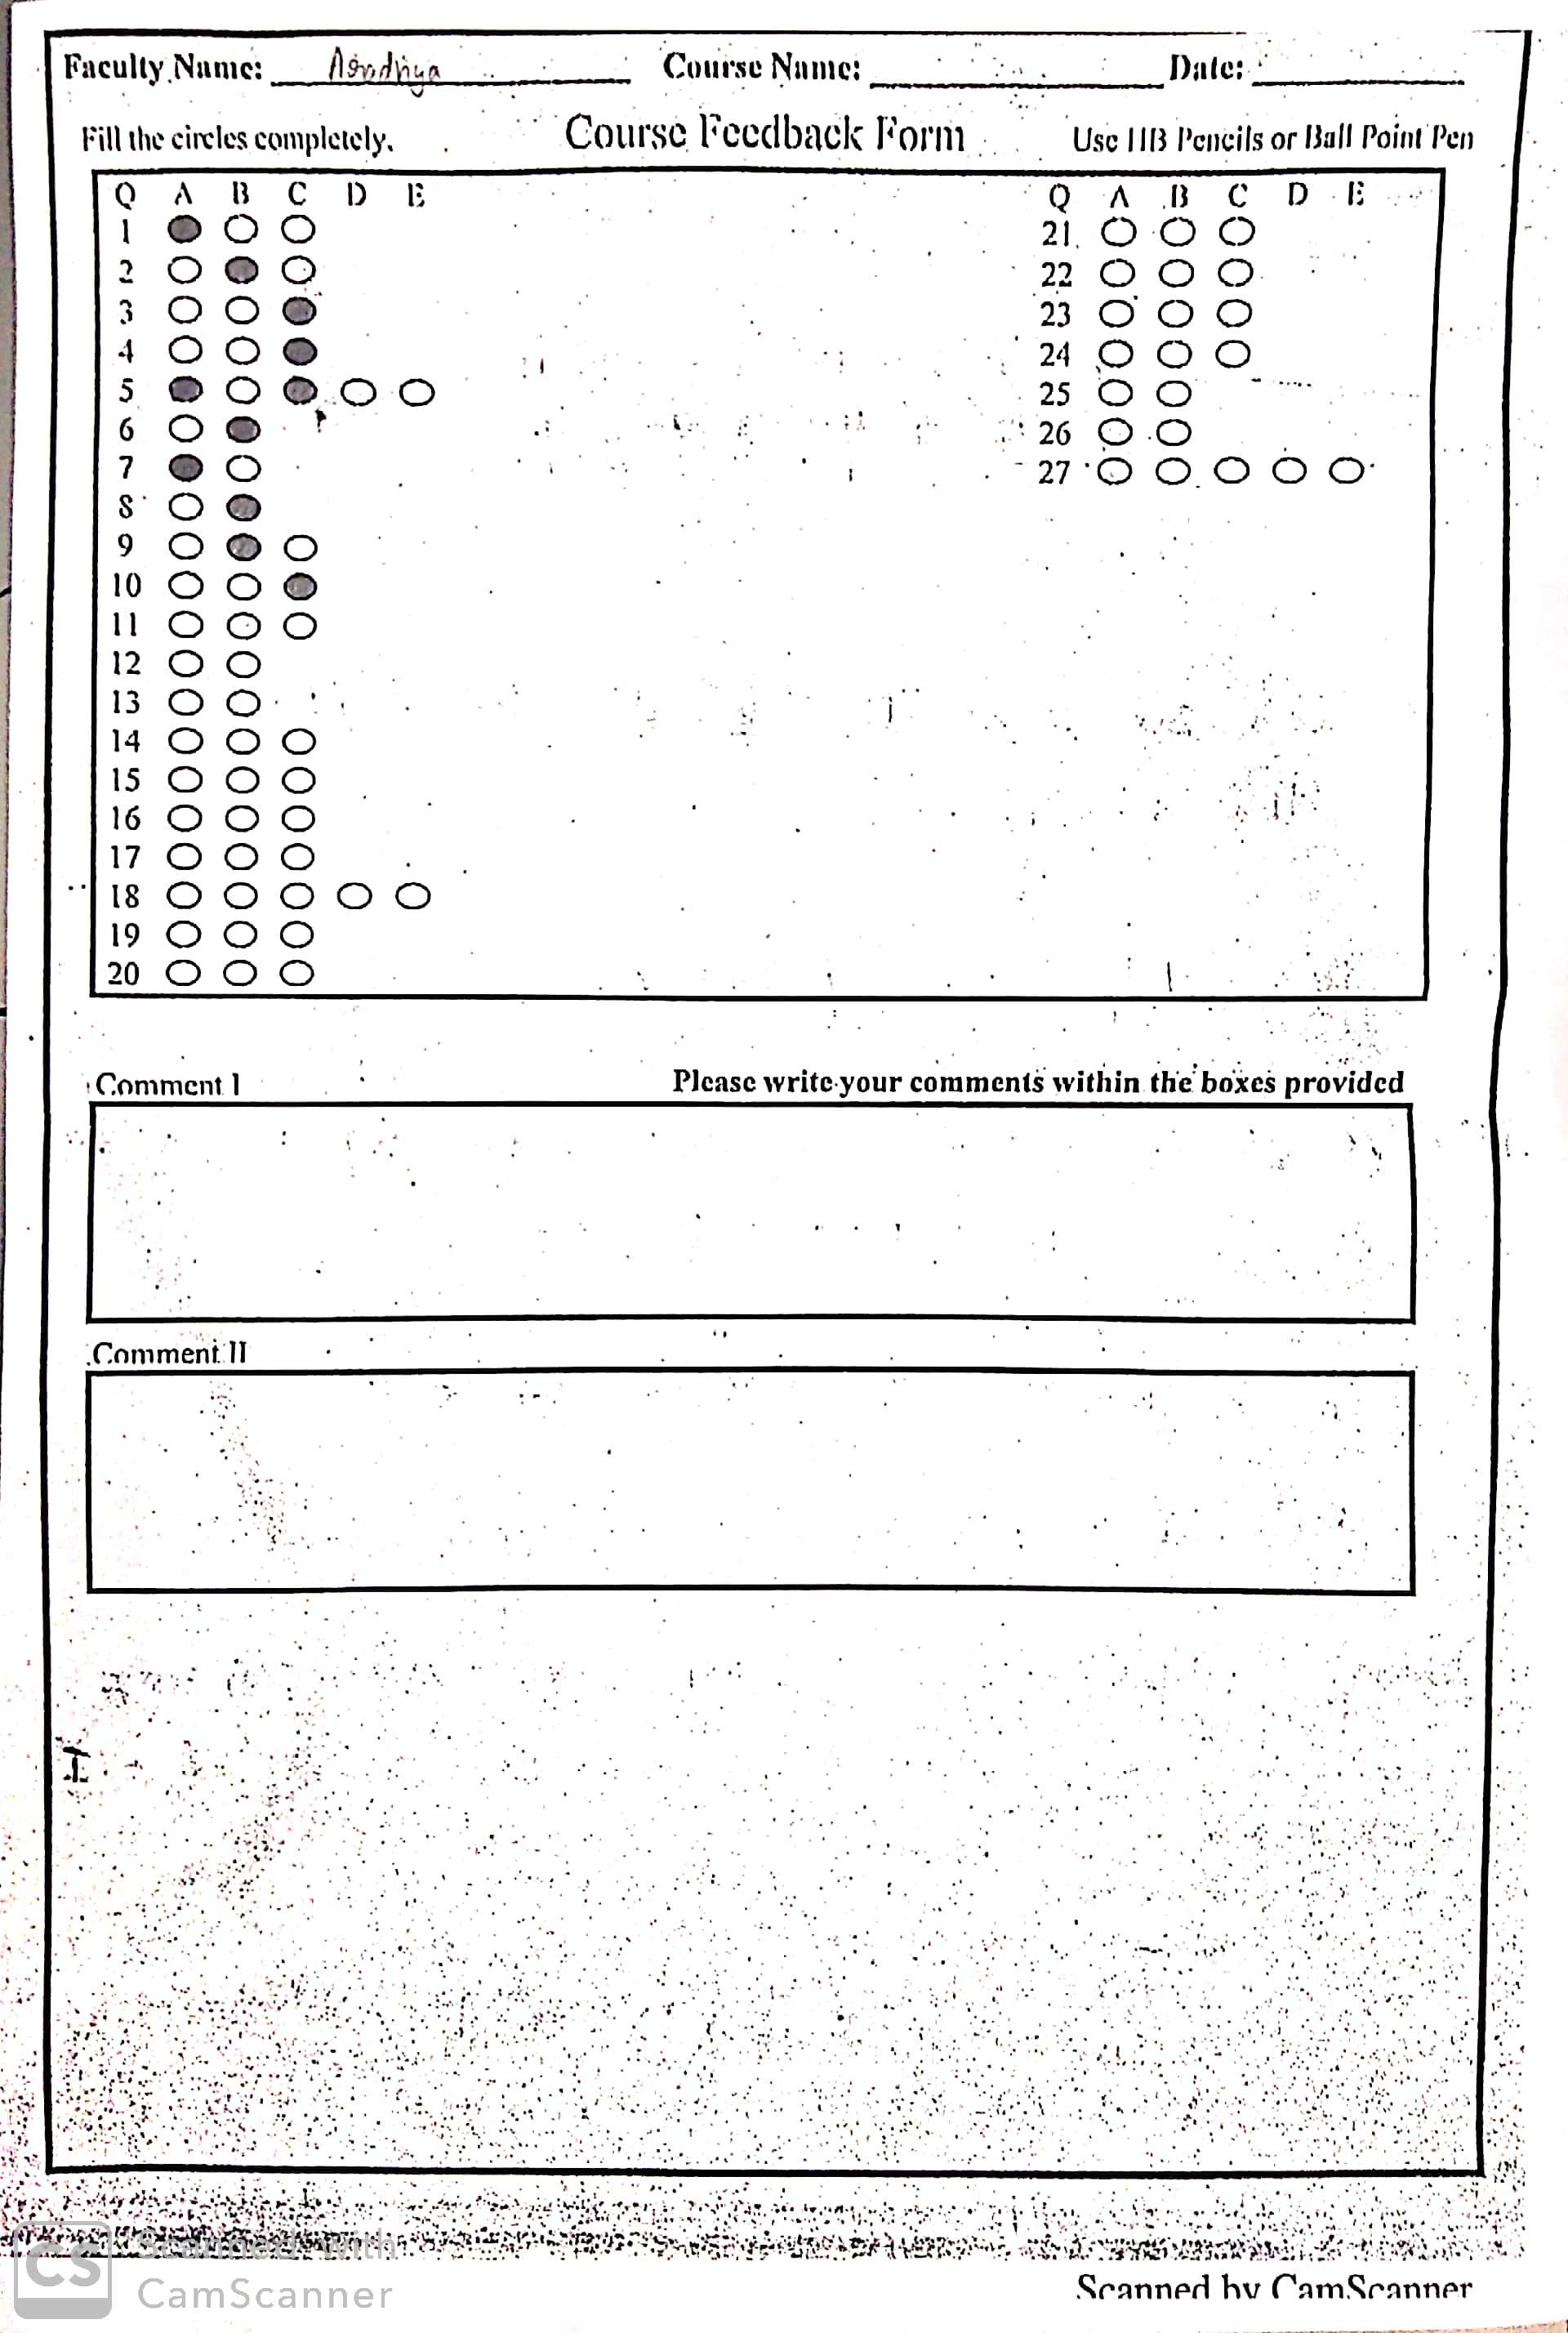 Faculty Name: Course Name: Date:
Fill the circles completely. Course Feedback Form Use HB Pencils or Ball Point Pen
Q A B C D E Q A B C D E
1 21
2 22
3 23
4 24
5 25
6 26
7 27
8
9
10
11
12
13
14
15
16
17
18
19
20
Comment I Please write your comments within the boxes provided
Comment II
I
CS Scanned with
CamScanner
Scanned by CamScanner